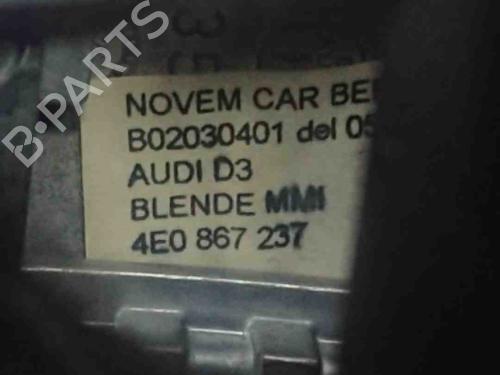 NOVEM CAR BE
B02030401 del 05
AUDI D3
BLENDE MMI
4E0 867 237
B-PARTS